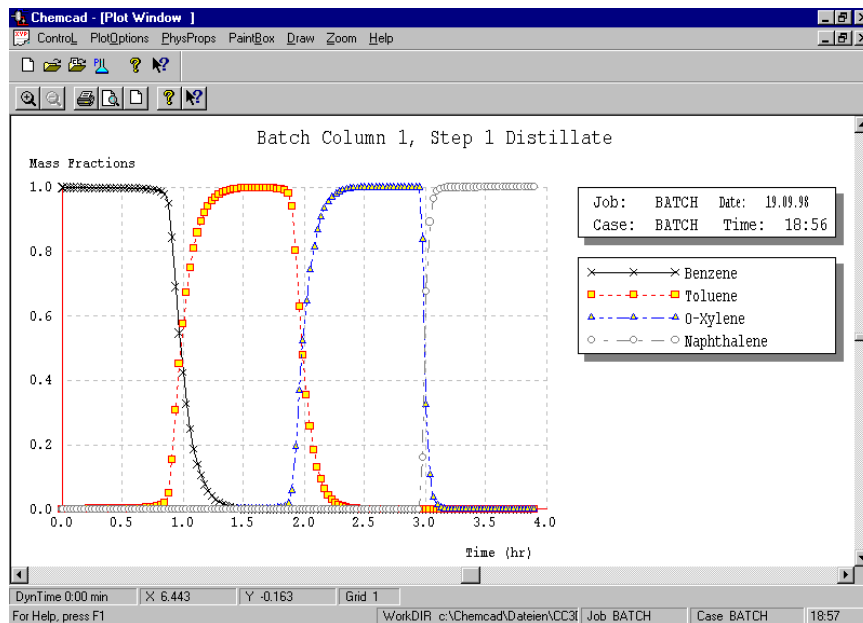 Chemcad - [Plot Window ]
ControL PlotOptions PhysProps PaintBox Draw Zoom Help
Batch Column 1, Step 1 Distillate
Mass Fractions
1.0
0.8
0.6
0.4
0.2
0.0
0.0 0.5 1.0 1.5 2.0 2.5 3.0 3.5 4.0
Time (hr)
Job: BATCH Date: 19.09.98
Case: BATCH Time: 18:56
Benzene
Toluene
O-Xylene
Naphthalene
DynTime 0:00 min X 6.443 Y -0.163 Grid 1
For Help, press F1 WorkDIR c:\Chemcad\Dateien\CC3 Job BATCH Case BATCH 18:57